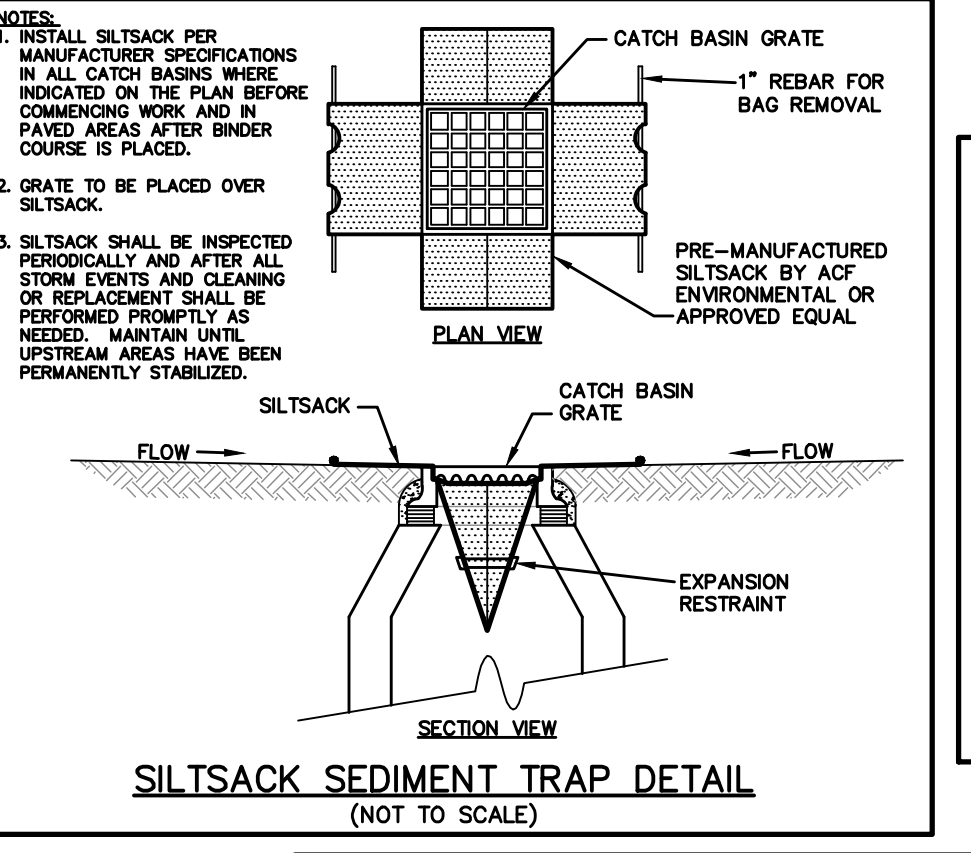 NOTES:
1. INSTALL SILTSACK PER
MANUFACTURER SPECIFICATIONS
IN ALL CATCH BASINS WHERE
INDICATED ON THE PLAN BEFORE
COMMENCING WORK AND IN
PAVED AREAS AFTER BINDER
COURSE IS PLACED.
2. GRATE TO BE PLACED OVER
SILTSACK.
3. SILTSACK SHALL BE INSPECTED
PERIODICALLY AND AFTER ALL
STORM EVENTS AND CLEANING
OR REPLACEMENT SHALL BE
PERFORMED PROMPTLY AS
NEEDED. MAINTAIN UNTIL
UPSTREAM AREAS HAVE BEEN
PERMANENTLY STABILIZED.
CATCH BASIN GRATE
1" REBAR FOR
BAG REMOVAL
PRE-MANUFACTURED
SILTSACK BY ACF
ENVIRONMENTAL OR
APPROVED EQUAL
PLAN VIEW
SILTSACK
CATCH BASIN
GRATE
FLOW
FLOW
EXPANSION
RESTRAINT
SECTION VIEW
SILTSACK SEDIMENT TRAP DETAIL
(NOT TO SCALE)